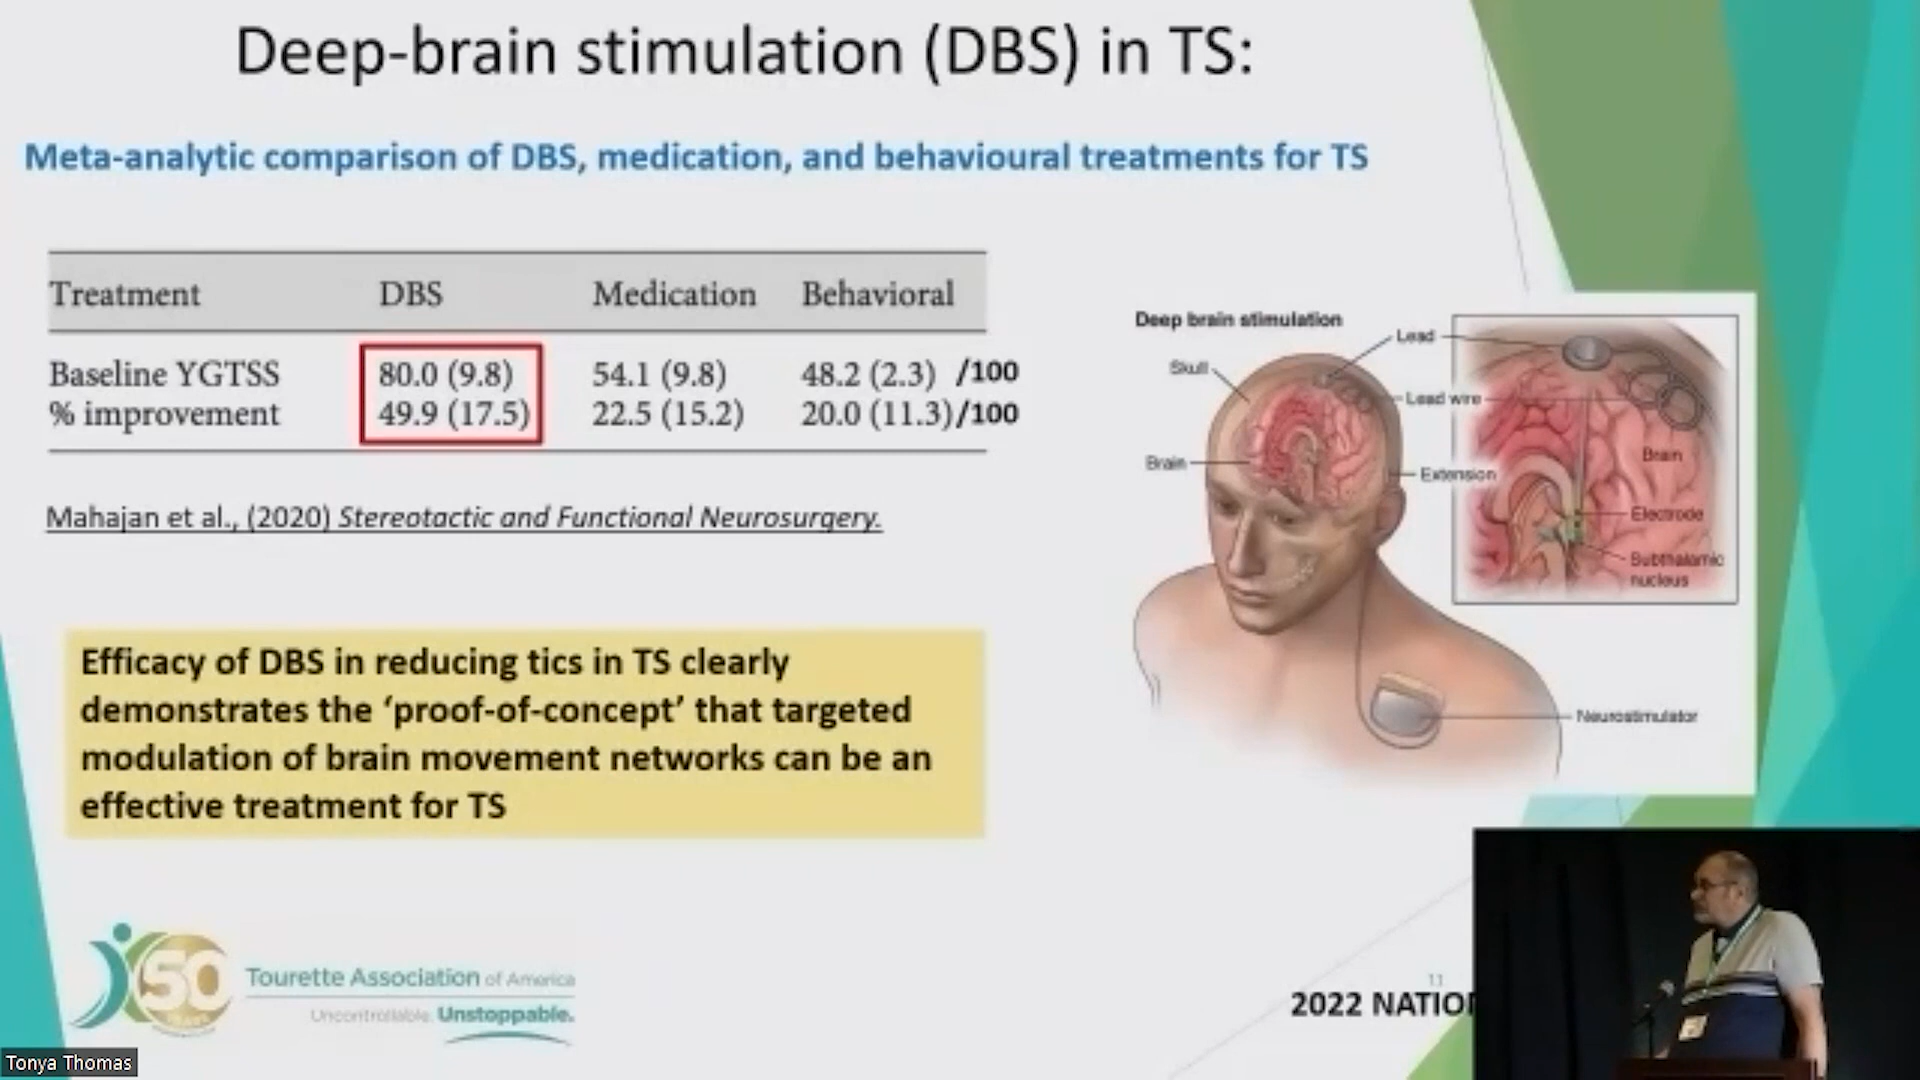 Deep-brain stimulation (DBS) in TS:
Meta-analytic comparison of DBS, medication, and behavioural treatments for TS
Treatment DBS Medication Behavioral
Baseline YGTSS 80.0 (9.8) 54.1 (9.8) 48.2 (2.3) /100
% improvement 49.9 (17.5) 22.5 (15.2) 20.0 (11.3)/100
Mahajan et al., (2020) Stereotactic and Functional Neurosurgery.
Efficacy of DBS in reducing tics in TS clearly
demonstrates the ‘proof-of-concept’ that targeted
modulation of brain movement networks can be an
effective treatment for TS
Deep brain stimulation
Lead
Skull
Lead wire
Brain
Extension
Brain
Electrode
Subthalamic
nucleus
Neurostimulator
50
YEARS
Tourette Association of America
Uncontrollable. Unstoppable.
11
2022 NATIO
Tonya Thomas